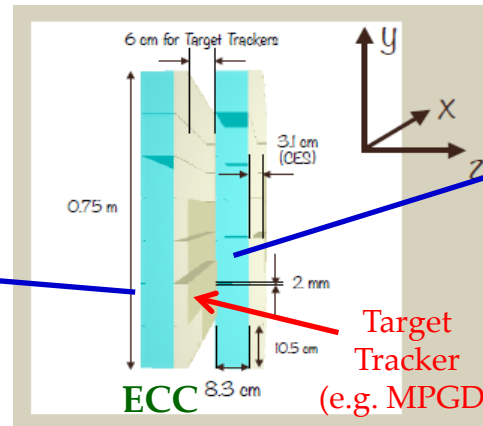 6 cm for Target Trackers
y
x
3.1 cm
(CES)
z
0.75 m
2 mm
Target
Tracker
(e.g. MPGD
10.5 cm
8.3 cm
ECC